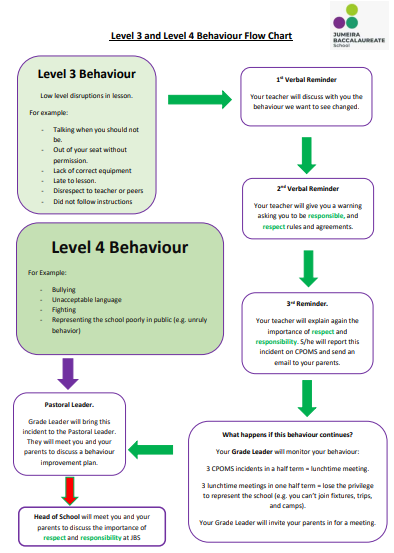 JUMEIRA
BACCALAUREATE
School
Level 3 and Level 4 Behaviour Flow Chart
Level 3 Behaviour
Low level disruptions in lesson.
For example:
- Talking when you should not
be.
- Out of your seat without
permission.
- Lack of correct equipment
- Late to lesson.
- Disrespect to teacher or peers
- Did not follow instructions
1st Verbal Reminder
Your teacher will discuss with you the
behaviour we want to see changed.
2nd Verbal Reminder
Your teacher will give you a warning
asking you to be responsible, and
respect rules and agreements.
Level 4 Behaviour
For Example:
- Bullying
- Unacceptable language
- Fighting
- Representing the school poorly in public (e.g. unruly
behavior)
3rd Reminder.
Your teacher will explain again the
importance of respect and
responsibility. S/he will report this
incident on CPOMS and send an
email to your parents.
Pastoral Leader.
Grade Leader will bring this
incident to the Pastoral Leader.
They will meet you and your
parents to discuss a behaviour
improvement plan.
What happens if this behaviour continues?
Your Grade Leader will monitor your behaviour:
3 CPOMS incidents in a half term = lunchtime meeting.
3 lunchtime meetings in one half term = lose the privilege
to represent the school (e.g. you can't join fixtures, trips,
and camps).
Your Grade Leader will invite your parents in for a meeting.
Head of School will meet you and your
parents to discuss the importance of
respect and responsibility at JBS